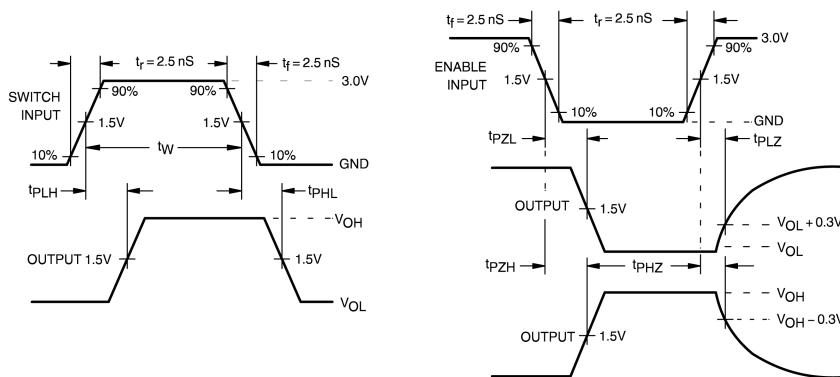 tr = 2.5 nS
tf = 2.5 nS
3.0V
SWITCH
INPUT
90%
90%
1.5V
1.5V
tW
10%
10%
GND
tPLH
tPHL
VOH
OUTPUT 1.5V
1.5V
VOL
tf = 2.5 nS
tr = 2.5 nS
90%
90%
3.0V
ENABLE
INPUT
1.5V
1.5V
10%
10%
GND
tPZL
tPLZ
OUTPUT
1.5V
VOL + 0.3V
VOL
tPZH
tPHZ
VOH
VOH – 0.3V
OUTPUT
1.5V